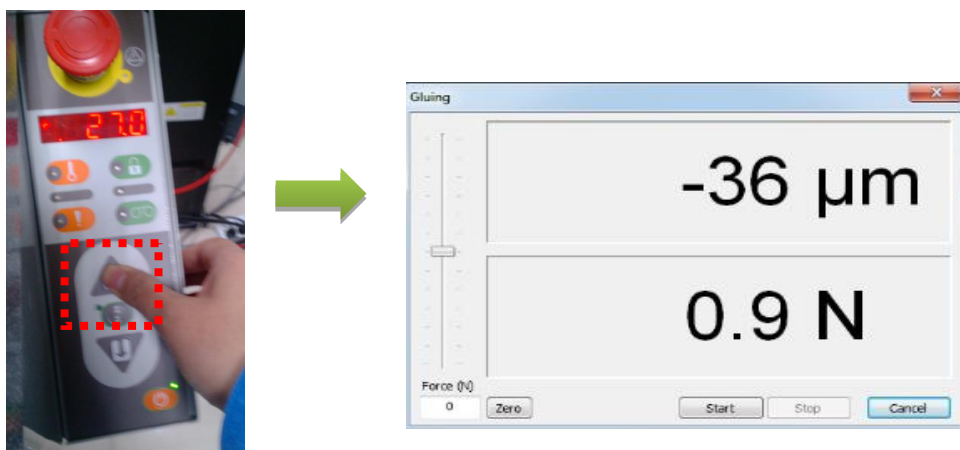 27.0
Gluing
-36 µm
0.9 N
Force (N)
0
Zero
Start
Stop
Cancel